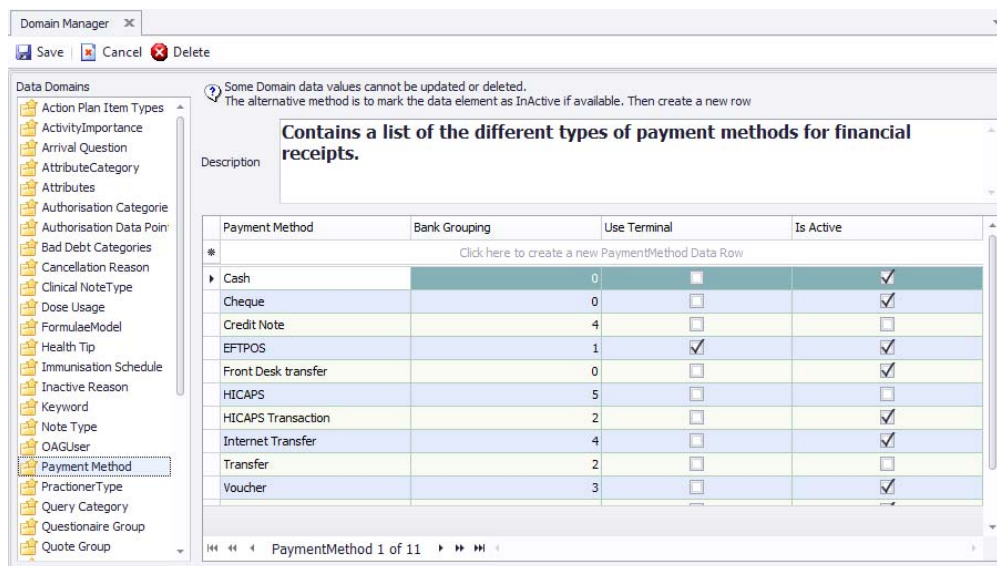 Domain Manager
Save Cancel Delete
Data Domains
Action Plan Item Types
ActivityImportance
Arrival Question
AttributeCategory
Attributes
Authorisation Categorie
Authorisation Data Poin
Bad Debt Categories
Cancellation Reason
Clinical NoteType
Dose Usage
FormulaeModel
Health Tip
Immunisation Schedule
Inactive Reason
Keyword
Note Type
OAGUser
Payment Method
PractionerType
Query Category
Questionaire Group
Quote Group
Some Domain data values cannot be updated or deleted.
The alternative method is to mark the data element as InActive if available. Then create a new row
Description
Contains a list of the different types of payment methods for financial
receipts.
Payment Method Bank Grouping Use Terminal Is Active
Click here to create a new PaymentMethod Data Row
Cash 0
Cheque 0
Credit Note 4
EFTPOS 1
Front Desk transfer 0
HICAPS 5
HICAPS Transaction 2
Internet Transfer 4
Transfer 2
Voucher 3
PaymentMethod 1 of 11